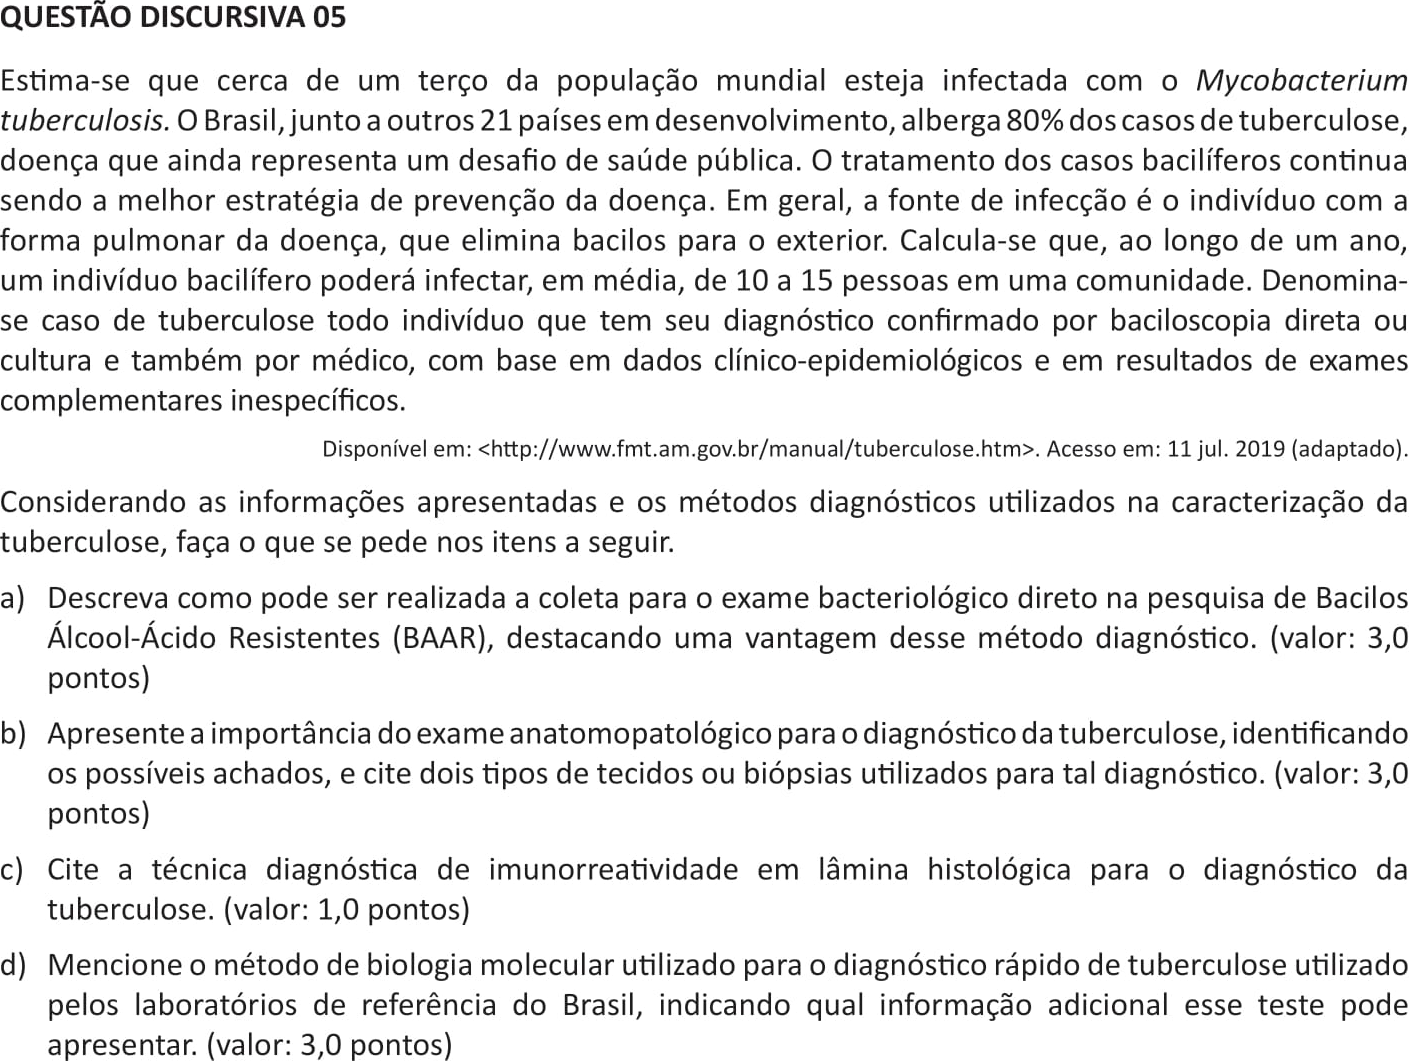 QUESTÃO DISCURSIVA 05
Estima-se que cerca de um terço da população mundial esteja infectada com o Mycobacterium
tuberculosis. O Brasil, junto a outros 21 países em desenvolvimento, alberga 80% dos casos de tuberculose,
doença que ainda representa um desafio de saúde pública. O tratamento dos casos bacilíferos continua
sendo a melhor estratégia de prevenção da doença. Em geral, a fonte de infecção é o indivíduo com a
forma pulmonar da doença, que elimina bacilos para o exterior. Calcula-se que, ao longo de um ano,
um indivíduo bacilífero poderá infectar, em média, de 10 a 15 pessoas em uma comunidade. Denomina-
se caso de tuberculose todo indivíduo que tem seu diagnóstico confirmado por baciloscopia direta ou
cultura e também por médico, com base em dados clínico-epidemiológicos e em resultados de exames
complementares inespecíficos.
Disponível em: <http://www.fmt.am.gov.br/manual/tuberculose.htm>. Acesso em: 11 jul. 2019 (adaptado).
Considerando as informações apresentadas e os métodos diagnósticos utilizados na caracterização da
tuberculose, faça o que se pede nos itens a seguir.
a) Descreva como pode ser realizada a coleta para o exame bacteriológico direto na pesquisa de Bacilos
Álcool-Ácido Resistentes (BAAR), destacando uma vantagem desse método diagnóstico. (valor: 3,0
pontos)
b) Apresente a importância do exame anatomopatológico para o diagnóstico da tuberculose, identificando
os possíveis achados, e cite dois tipos de tecidos ou biópsias utilizados para tal diagnóstico. (valor: 3,0
pontos)
c) Cite a técnica diagnóstica de imunorreatividade em lâmina histológica para o diagnóstico da
tuberculose. (valor: 1,0 pontos)
d) Mencione o método de biologia molecular utilizado para o diagnóstico rápido de tuberculose utilizado
pelos laboratórios de referência do Brasil, indicando qual informação adicional esse teste pode
apresentar. (valor: 3,0 pontos)